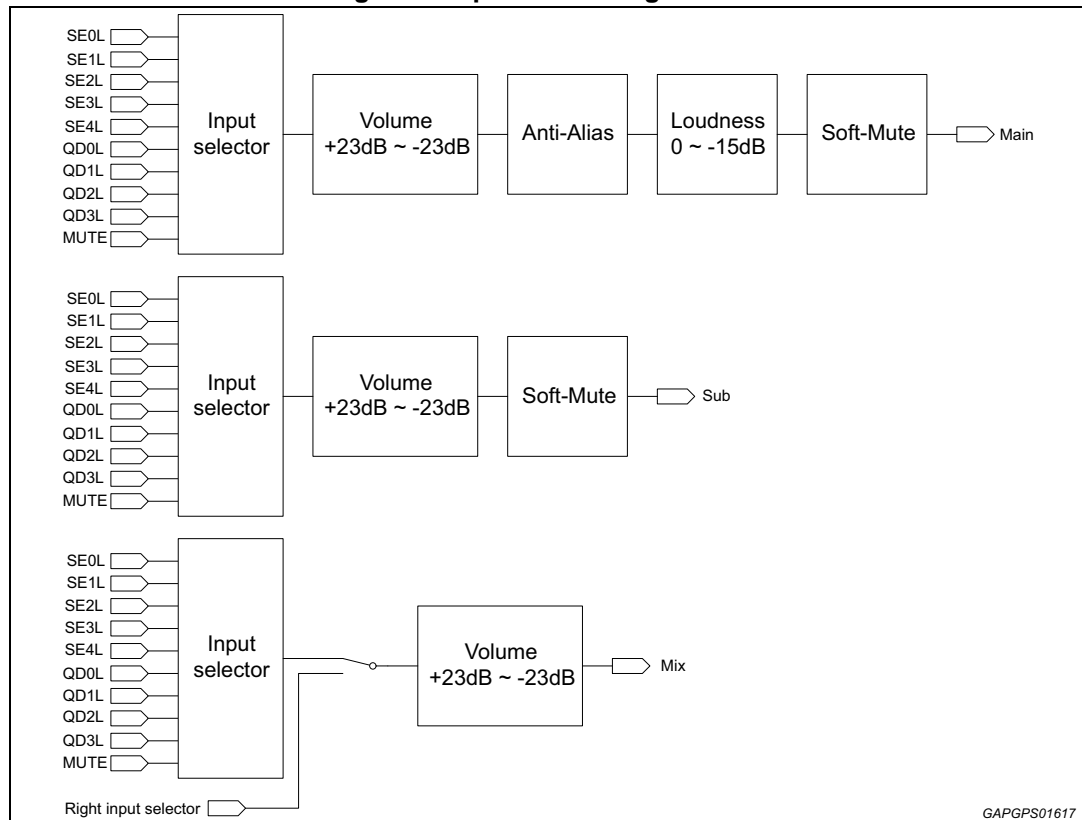 SE0L
SE1L
SE2L
SE3L
SE4L
QD0L
QD1L
QD2L
QD3L
MUTE
Input
selector
Volume
+23dB ~ -23dB
Anti-Alias
Loudness
0 ~ -15dB
Soft-Mute
Main
SE0L
SE1L
SE2L
SE3L
SE4L
QD0L
QD1L
QD2L
QD3L
MUTE
Input
selector
Volume
+23dB ~ -23dB
Soft-Mute
Sub
SE0L
SE1L
SE2L
SE3L
SE4L
QD0L
QD1L
QD2L
QD3L
MUTE
Input
selector
Volume
+23dB ~ -23dB
Mix
Right input selector
GAPGPS01617